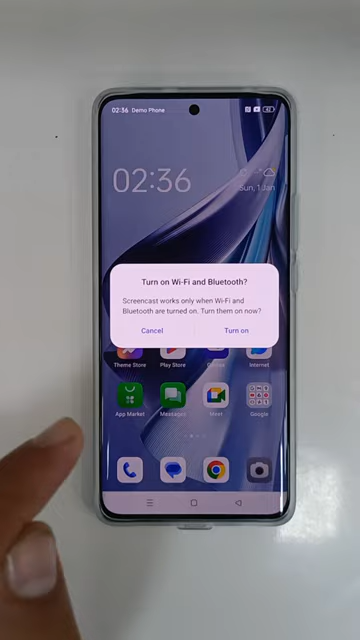 02:36 Demo Phone
62
02:36
Sun, 1 Jan
Turn on Wi-Fi and Bluetooth?
Screencast works only when Wi-Fi and
Bluetooth are turned on. Turn them on now?
Cancel
Turn on
Theme Store
Play Store
Internet
App Market
Messages
Meet
Google